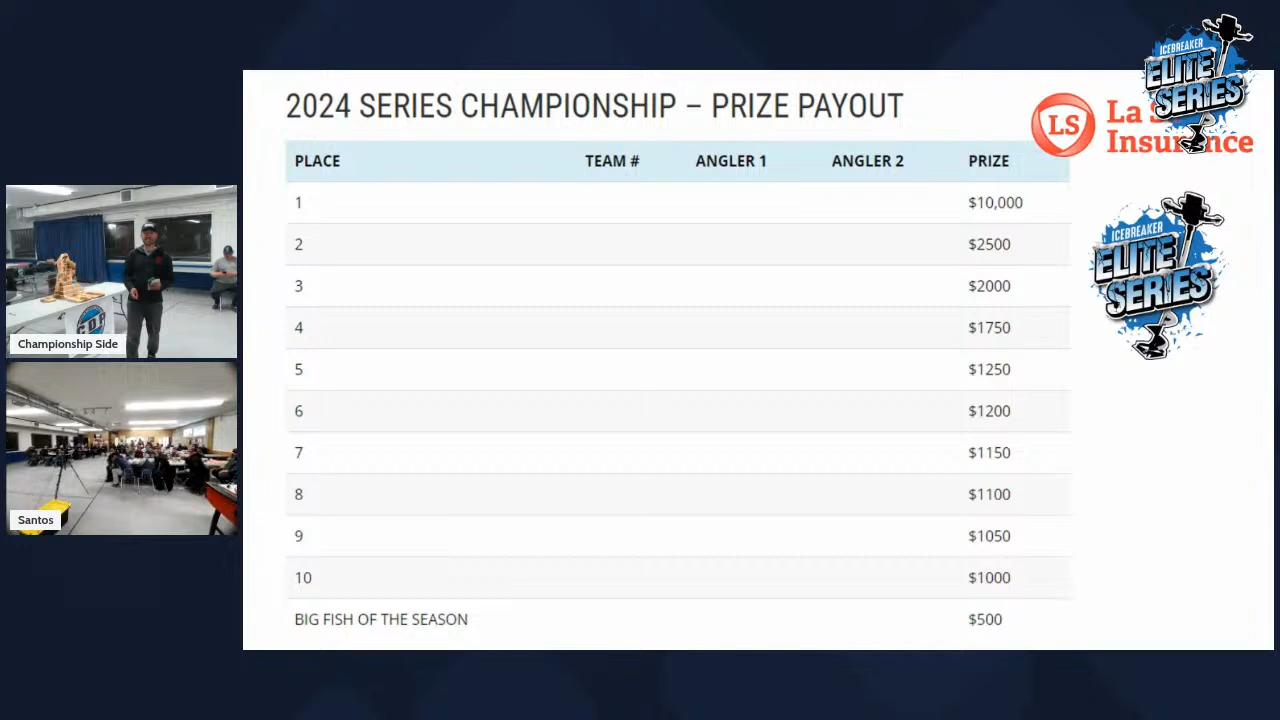 2024 SERIES CHAMPIONSHIP – PRIZE PAYOUT
PLACE TEAM # ANGLER 1 ANGLER 2 PRIZE
1 $10,000
2 $2500
3 $2000
4 $1750
5 $1250
6 $1200
7 $1150
8 $1100
9 $1050
10 $1000
BIG FISH OF THE SEASON $500
LS
La
Insurance
ICEBREAKER
ELITE
SERIES
ICEBREAKER
ELITE
SERIES
Championship Side
Santos